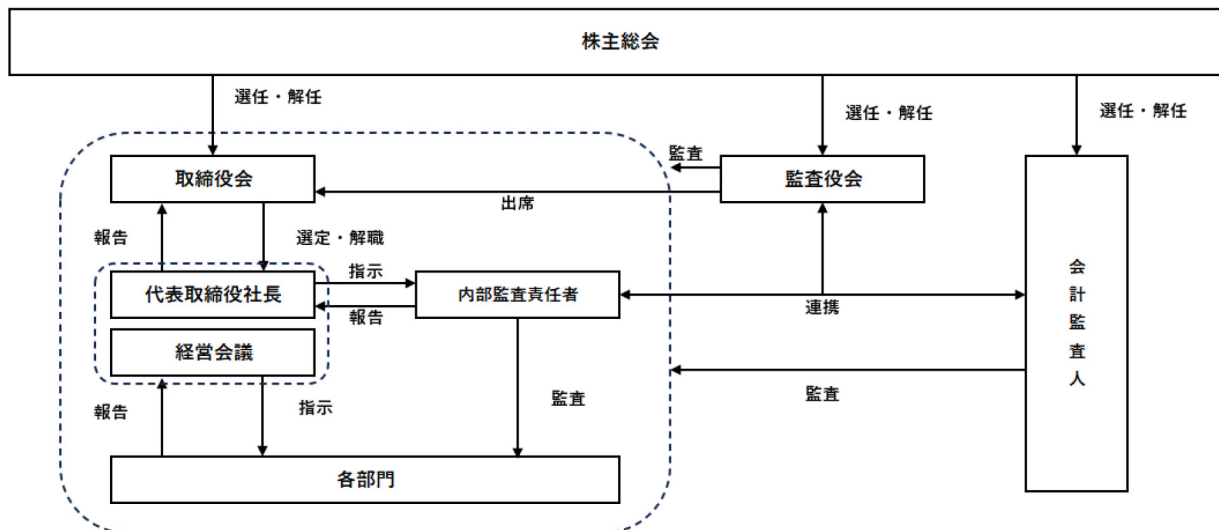 株主総会
選任・解任
選任・解任
選任・解任
取締役会
監査
監査役会
出席
報告
選定・解職
代表取締役社長
指示
報告
内部監査責任者
連携
会計監査人
経営会議
報告
指示
監査
監査
各部門